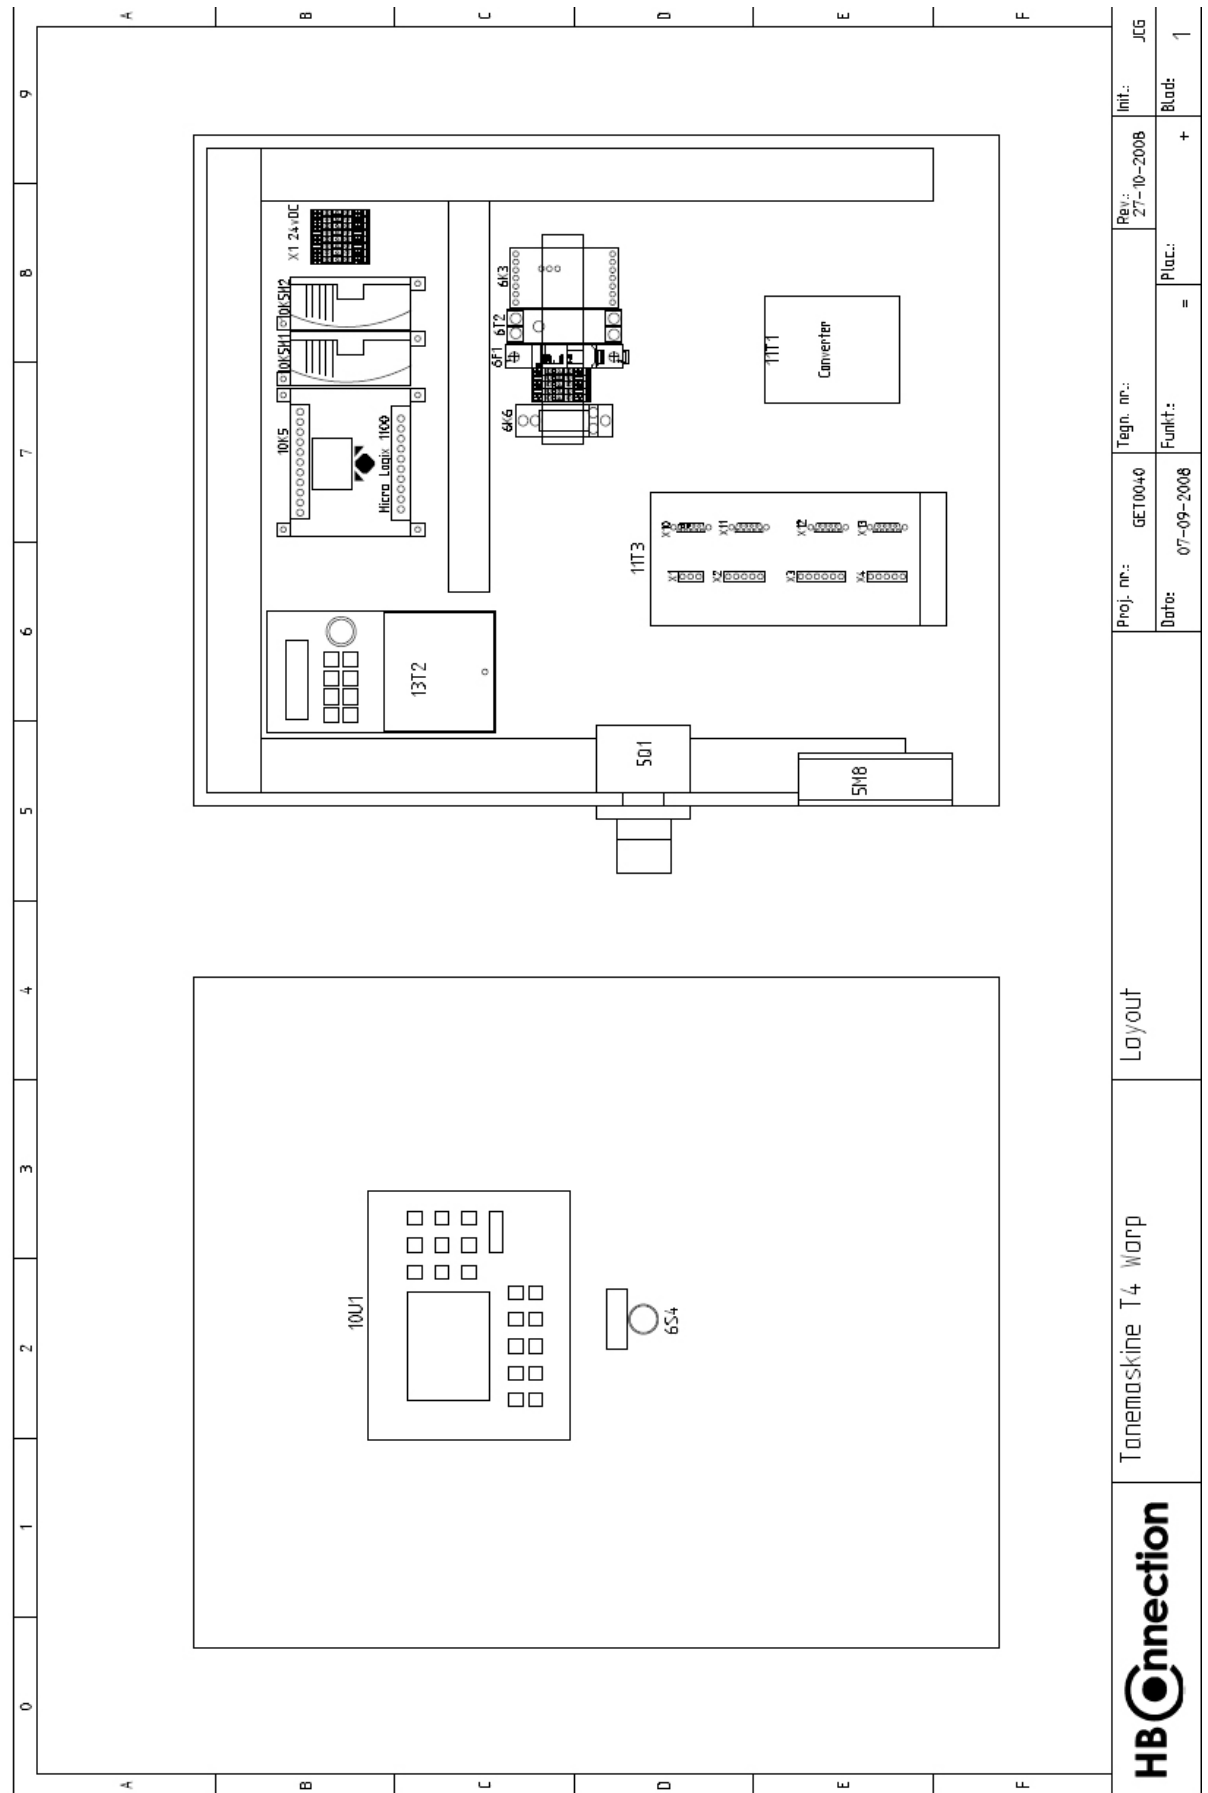 0 1 2 3 4 5 6 7 8 9
A
B
C
D
E
F
A
B
C
D
E
F
10U1
6S4
13T2
10K5
Micro Logix 1100
10K5M1
10K5M2
X1 24vDC
6K6
6F1
6T2
6K3
11T3
X1
X2
X3
X4
X10
X11
X12
X13
11T1
Converter
5Q1
5M8
HB Connection
Tanemaskine T4 Warp
Layout
Proj. nr.: GET0040
Tegn. nr.:
Rev.: 27-10-2008
Init.: JCG
Dato: 07-09-2008
Funkt.: =
Plac.: +
Blad: 1